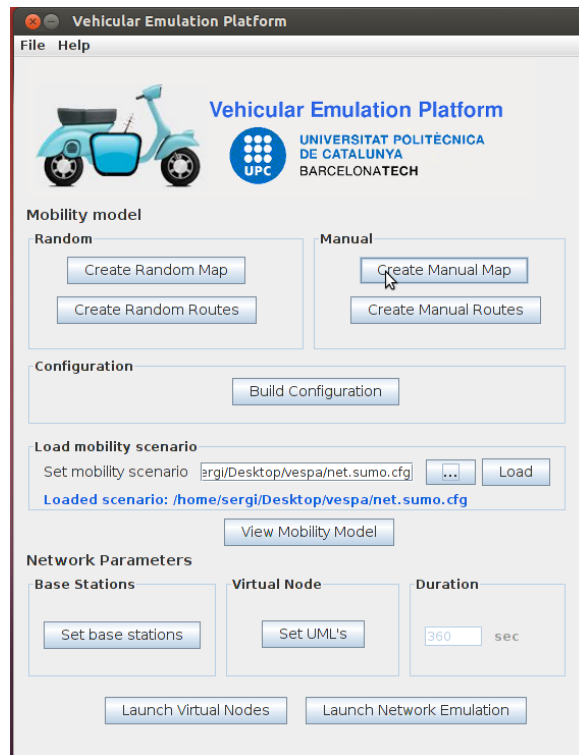 Vehicular Emulation Platform
File Help
Vehicular Emulation Platform
UPC
UNIVERSITAT POLITÈCNICA
DE CATALUNYA
BARCELONATECH
Mobility model
Random
Create Random Map
Create Random Routes
Manual
Create Manual Map
Create Manual Routes
Configuration
Build Configuration
Load mobility scenario
Set mobility scenario ergi/Desktop/vespa/net.sumo.cfg ... Load
Loaded scenario: /home/sergi/Desktop/vespa/net.sumo.cfg
View Mobility Model
Network Parameters
Base Stations
Set base stations
Virtual Node
Set UML's
Duration
360 sec
Launch Virtual Nodes Launch Network Emulation